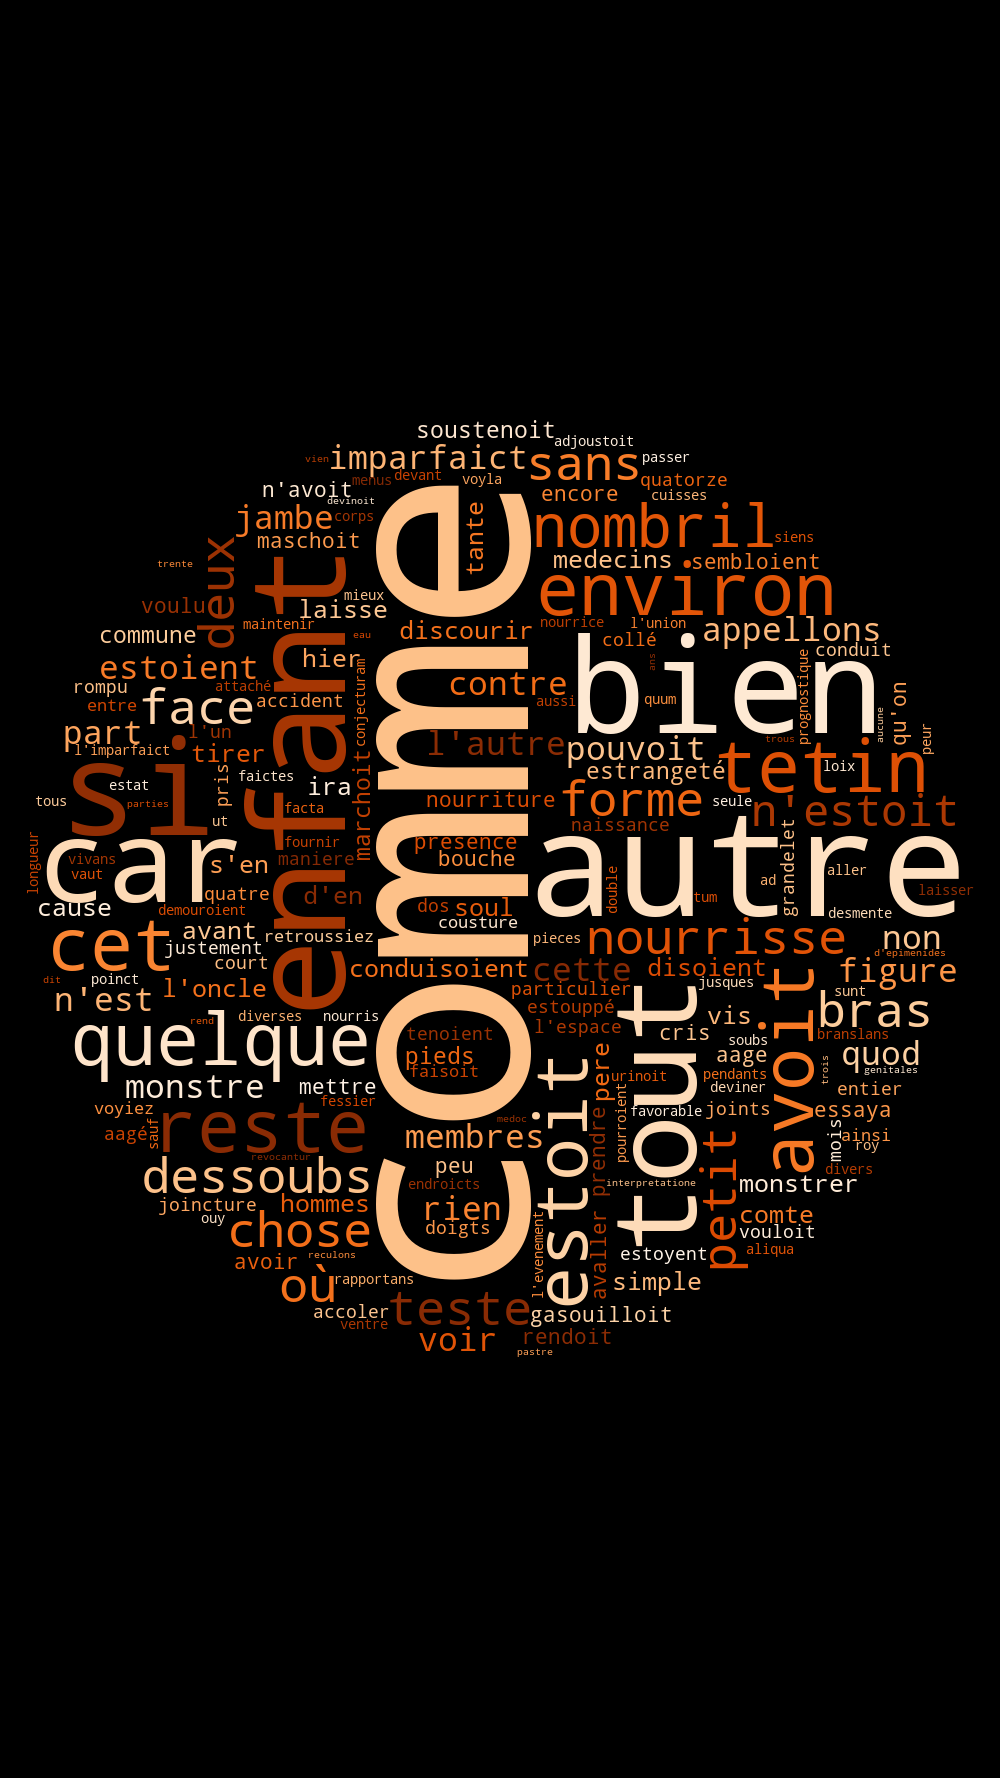 soustenoit
adjoustoit
vien
imparfaict
sans
passer
n'avoit
menus
devant
voyla
encore
quatorze
cuisses
devinoit
jambe
corps
maschoit
tante
nombril
siens
trente
deux
medecins
sembloient
environ
voulu
mieux
laisse
maintenir
eau
commune
discourir
nourrice
l'union
collé
appellons
conduit
estoient
hier
ans
rompu
entre
attaché
accident
contre
aussi
quum
bien
prognostique
aucune
qu'on
peur
face
part
l'un
l'imparfaict
tirer
conjecturam
l'autre
pouvoit
trous
estat
faictes
pris
ira
estrangeté
tetin
loix
si
enfant
comme
tous
parties
ut
facta
marchoit
nourriture
forme
seule
n'
estoit
naissance
longueur
car
vivans
vaut
s'en
fournir
maniere
presence
bouche
autre
grandelet
aller
ad
laisser
quatre
d'en
dos
soul
double
tum
desmente
cause
demouroient
cousture
cet
avant
justement
retroussiez
pieces
nourrisse
non
d'epimenides
dit
poinct
court
conduisoient
cette
disoient
jusques
figure
n'est
l'oncle
particulier
sunt
rend
diverses
nourris
estouppé
l'espace
vis
bras
quelque
tenoient
cris
soubs
branslans
pieds
faisoit
pere
aage
trois
quod
genitales
monstre
mettre
urinoit
pendants
deviner
entier
voyiez
fessier
medoc
pourroient
favorable
joints
essaya
aagé
sauf
reste
membres
estoit
tout
avoit
mois
ainsi
roy
revocantur
peu
prendre
petit
divers
dessoubs
endroicts
interpretatione
monstrer
joincture
hommes
rien
ouy
chose
doigts
l'evenement
avaller
comte
vouloit
avoir
reculons
estoyent
aliqua
où
rapportans
simple
accoler
teste
gasouilloit
ventre
voir
rendoit
pastre